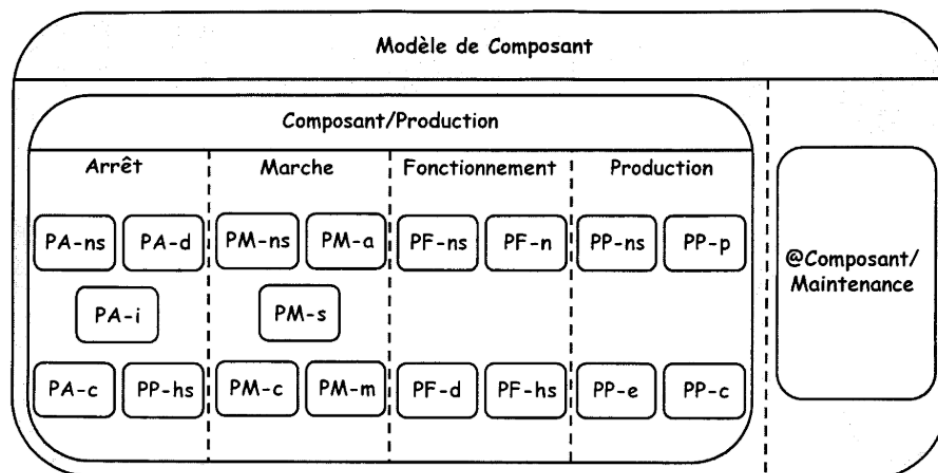 Modèle de Composant
Composant/Production
Arrêt Marche Fonctionnement Production
PA-ns PA-d PM-ns PM-a PF-ns PF-n PP-ns PP-p
@Composant/
Maintenance
PA-i PM-s
PA-c PP-hs PM-c PM-m PF-d PF-hs PP-e PP-c